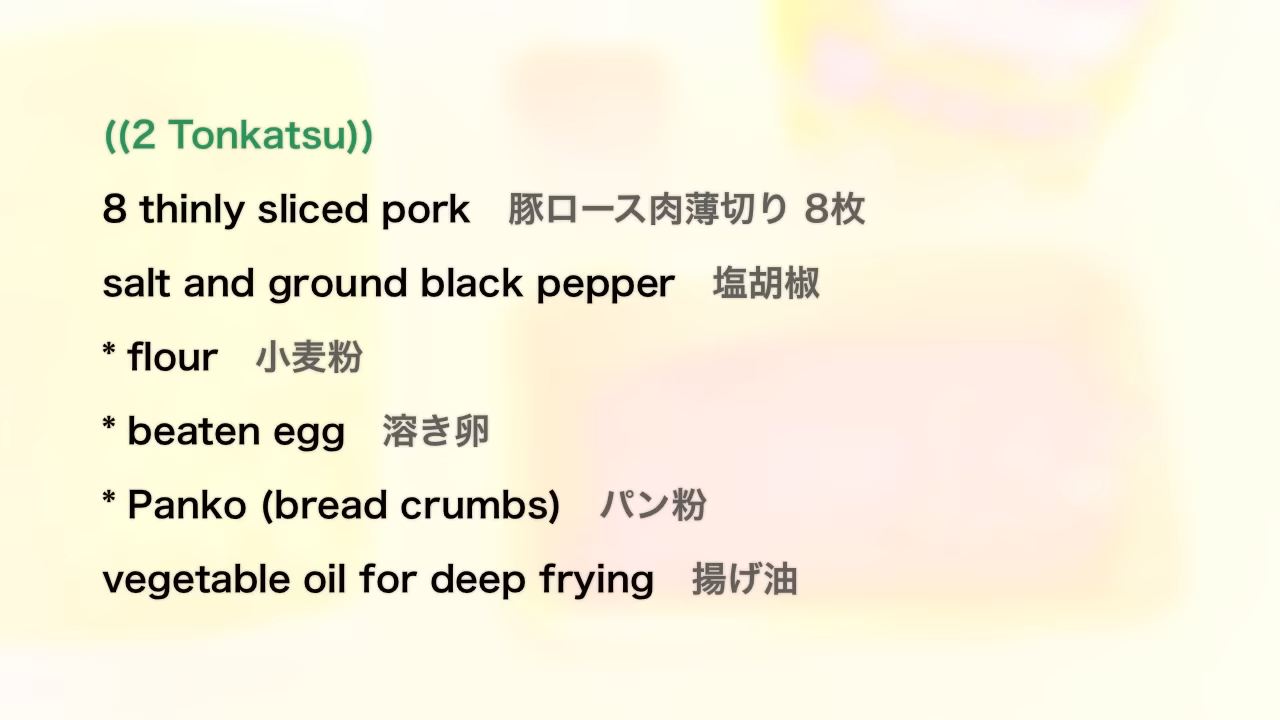 ((2 Tonkatsu))
8 thinly sliced pork　豚ロース肉薄切り 8枚
salt and ground black pepper　塩胡椒
* flour　小麦粉
* beaten egg　溶き卵
* Panko (bread crumbs)　パン粉
vegetable oil for deep frying　揚げ油